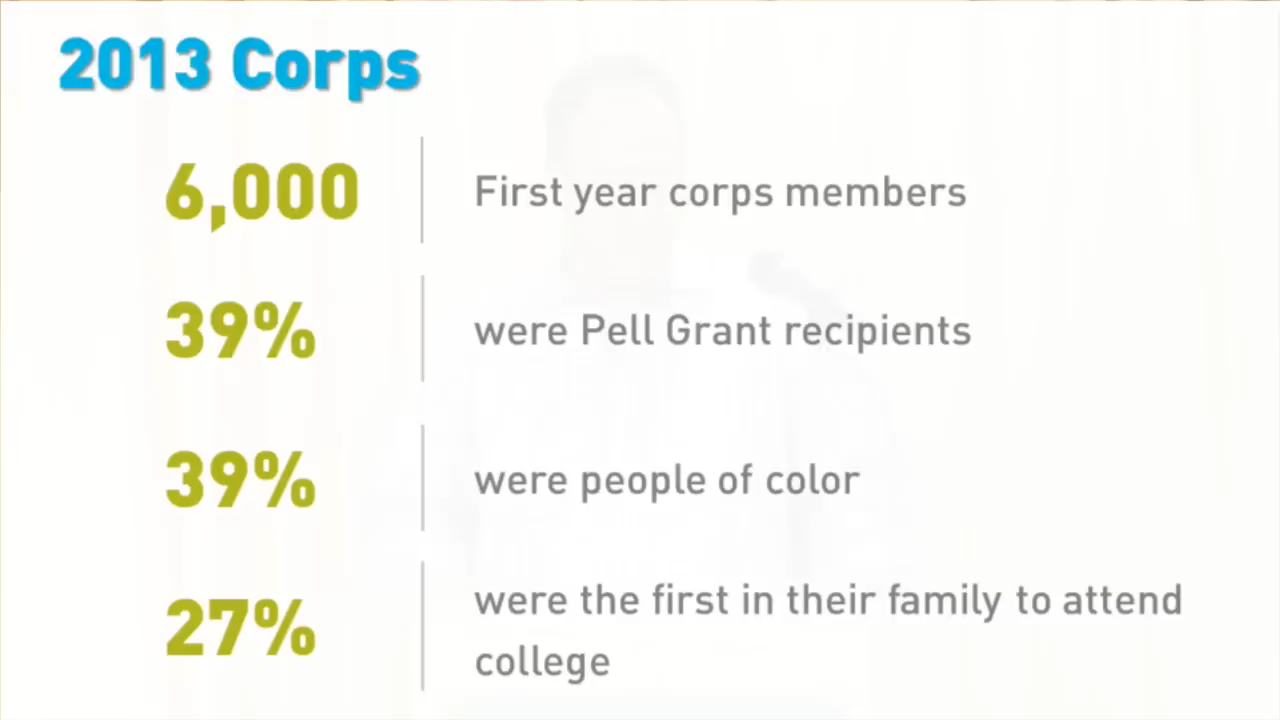 2013 Corps
6,000
First year corps members
39%
were Pell Grant recipients
39%
were people of color
27%
were the first in their family to attend
college